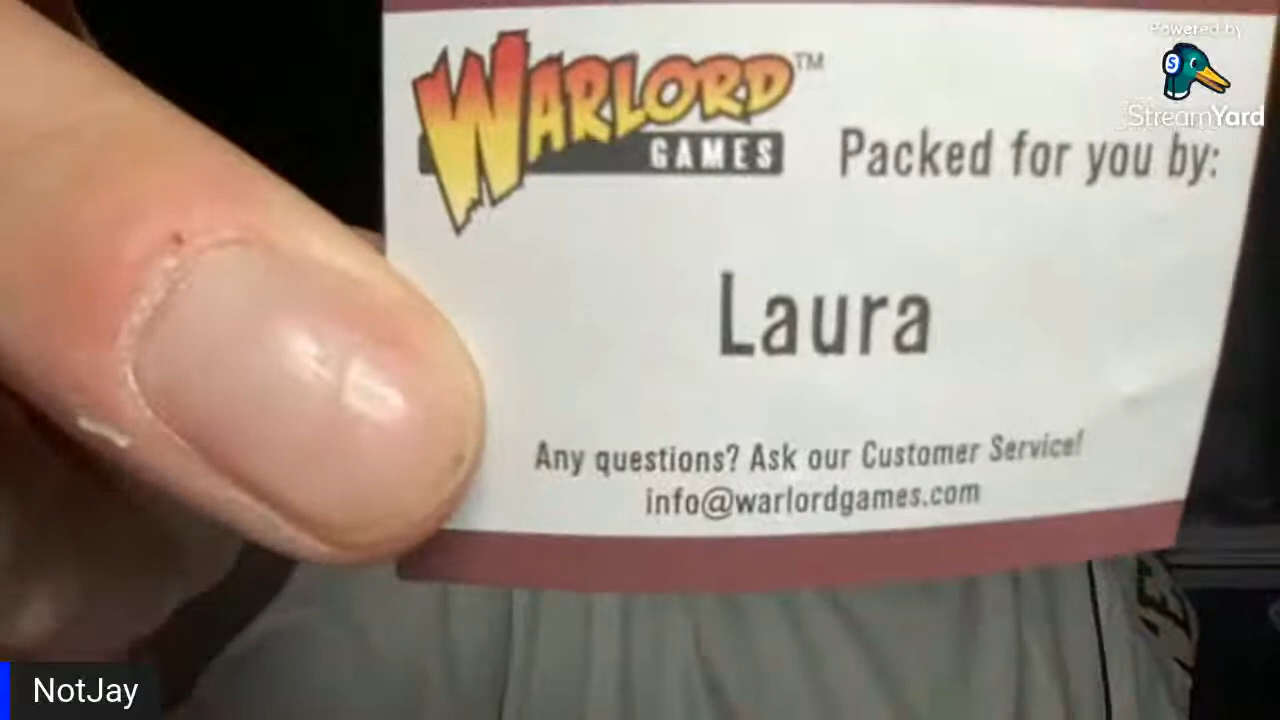 Powered by
StreamYard
WARLORD™
GAMES
Packed for you by:
Laura
Any questions? Ask our Customer Service!
info@warlordgames.com
NotJay